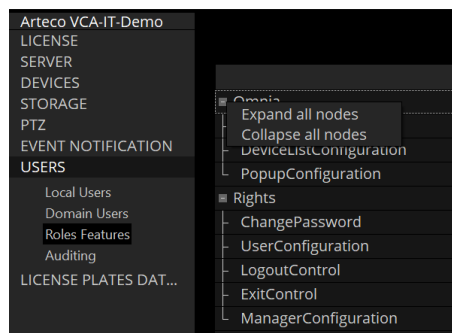 Arteco VCA-IT-Demo
LICENSE
SERVER
DEVICES
STORAGE
PTZ
EVENT NOTIFICATION
USERS
Local Users
Domain Users
Roles Features
Auditing
LICENSE PLATES DAT...
Omnia
Expand all nodes
Collapse all nodes
DeviceListConfiguration
PopupConfiguration
Rights
ChangePassword
UserConfiguration
LogoutControl
ExitControl
ManagerConfiguration